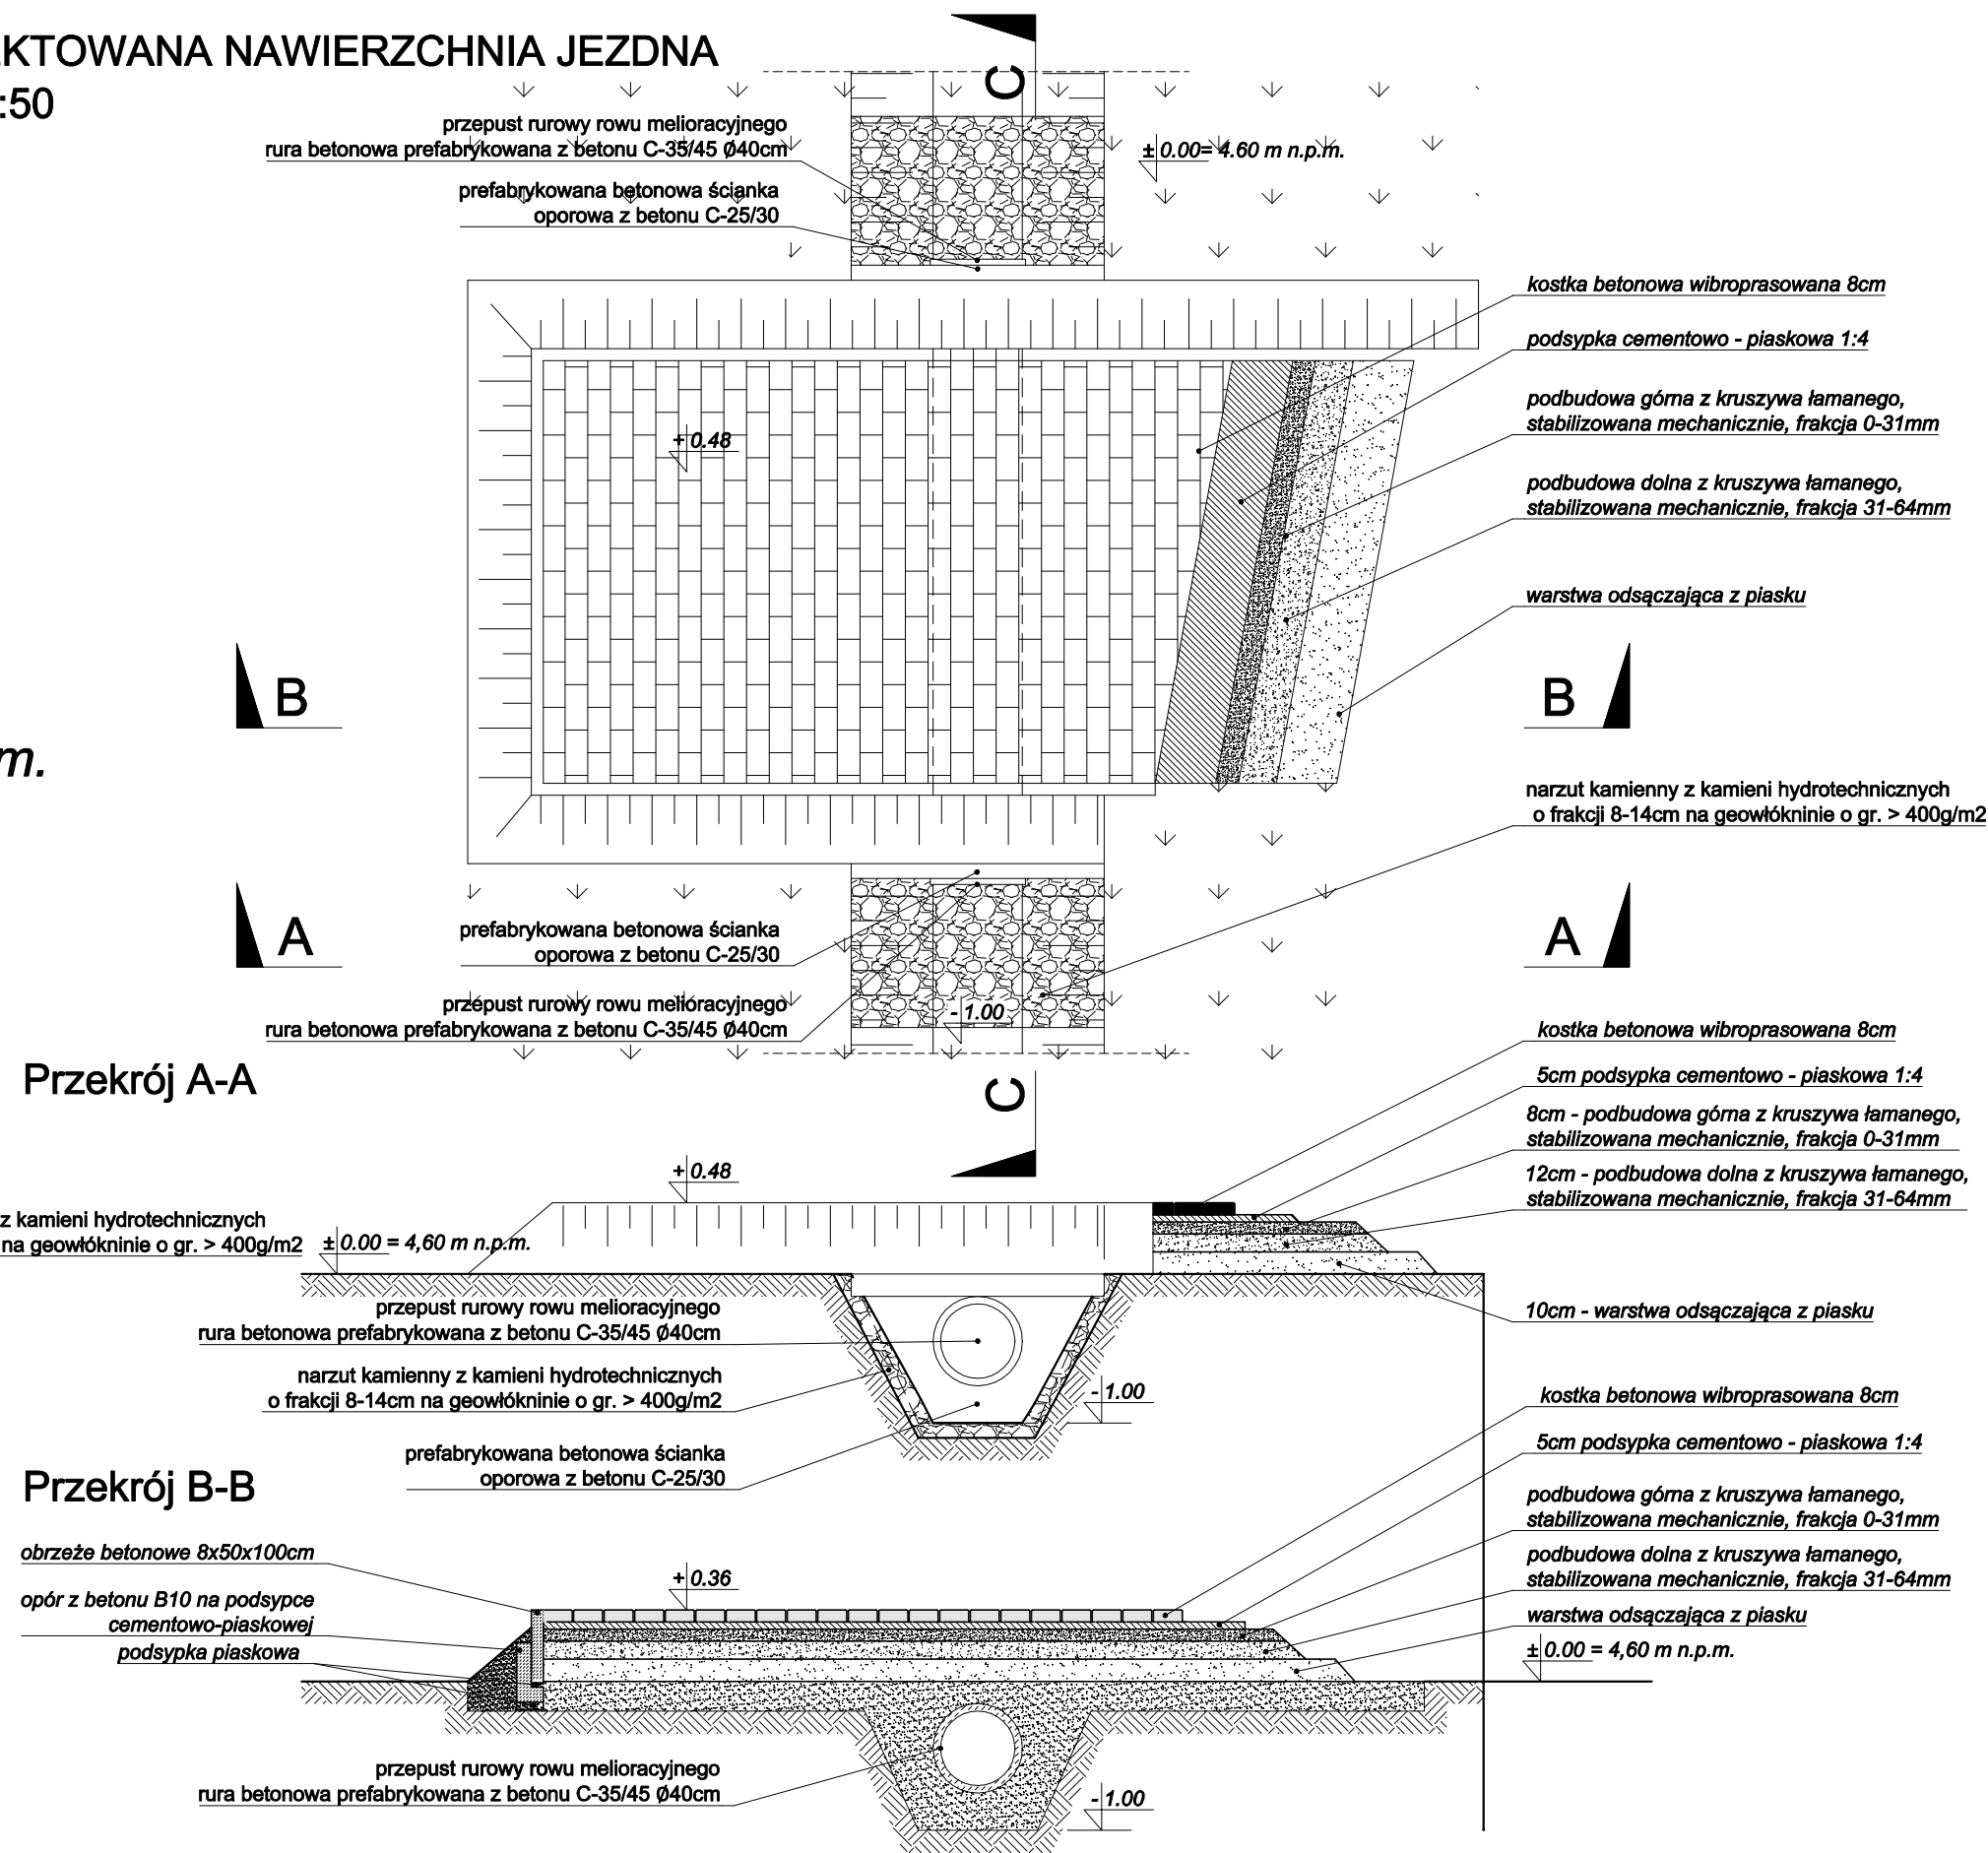 KTOWANA NAWIERZCHNIA JEZDNA
:50
C
przepust rurowy rowu melioracyjnego
rura betonowa prefabrykowana z betonu C-35/45 Ø40cm
± 0.00= 4.60 m n.p.m.
prefabrykowana betonowa ścianka
oporowa z betonu C-25/30
kostka betonowa wibroprasowana 8cm
podsypka cementowo - piaskowa 1:4
podbudowa górna z kruszywa łamanego,
stabilizowana mechanicznie, frakcja 0-31mm
+ 0.48
podbudowa dolna z kruszywa łamanego,
stabilizowana mechanicznie, frakcja 31-64mm
warstwa odsączająca z piasku
B
B
m.
narzut kamienny z kamieni hydrotechnicznych
o frakcji 8-14cm na geowłókninie o gr. > 400g/m2
A
A
prefabrykowana betonowa ścianka
oporowa z betonu C-25/30
przepust rurowy rowu melioracyjnego
rura betonowa prefabrykowana z betonu C-35/45 Ø40cm
- 1.00
Przekrój A-A
C
kostka betonowa wibroprasowana 8cm
5cm podsypka cementowo - piaskowa 1:4
8cm - podbudowa górna z kruszywa łamanego,
stabilizowana mechanicznie, frakcja 0-31mm
+ 0.48
12cm - podbudowa dolna z kruszywa łamanego,
stabilizowana mechanicznie, frakcja 31-64mm
z kamieni hydrotechnicznych
na geowłókninie o gr. > 400g/m2
± 0.00 = 4,60 m n.p.m.
10cm - warstwa odsączająca z piasku
przepust rurowy rowu melioracyjnego
rura betonowa prefabrykowana z betonu C-35/45 Ø40cm
narzut kamienny z kamieni hydrotechnicznych
o frakcji 8-14cm na geowłókninie o gr. > 400g/m2
- 1.00
prefabrykowana betonowa ścianka
oporowa z betonu C-25/30
Przekrój B-B
kostka betonowa wibroprasowana 8cm
5cm podsypka cementowo - piaskowa 1:4
podbudowa górna z kruszywa łamanego,
stabilizowana mechanicznie, frakcja 0-31mm
podbudowa dolna z kruszywa łamanego,
stabilizowana mechanicznie, frakcja 31-64mm
warstwa odsączająca z piasku
± 0.00 = 4,60 m n.p.m.
obrzeże betonowe 8x50x100cm
+ 0.36
opór z betonu B10 na podsypce
cementowo-piaskowej
podsypka piaskowa
przepust rurowy rowu melioracyjnego
rura betonowa prefabrykowana z betonu C-35/45 Ø40cm
- 1.00